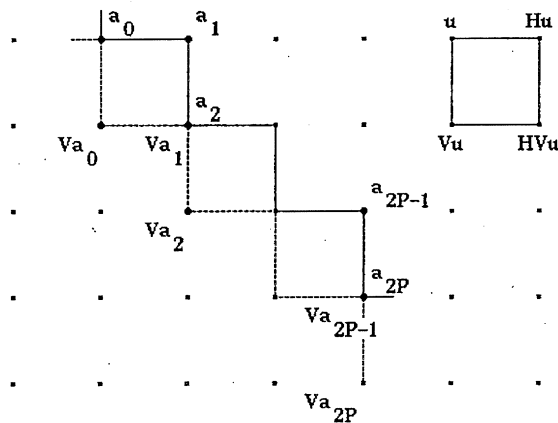 a0 a1 u Hu
a2
Va0 Va1 Vu HVu
a2P-1
Va2
a2P
Va2P-1
Va2P